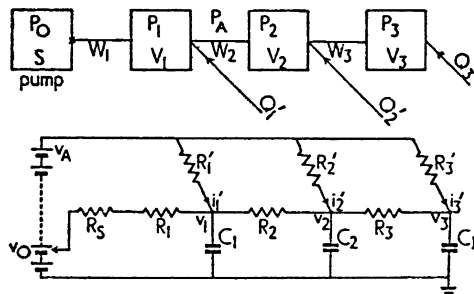 P0 P1 PA P2 P3
S W1 V1 W2 V2 W3 V3
pump Q1' Q2' Q3
vA R1' R2' R3'
i1' i2' i3'
v0 RS R1 v1 R2 v2 R3 v3
C1 C2 C1